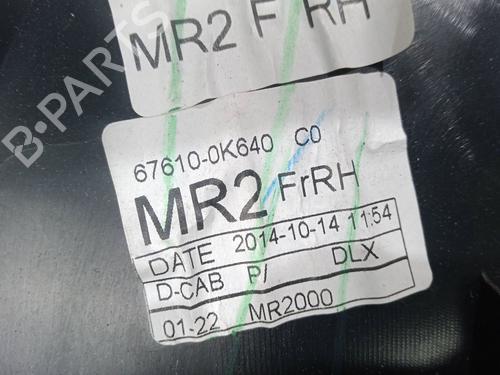 MR2 F RH
B-PARTS
67610-0K640 C0
MR2 FrRH
DATE 2014-10-14 11:54
D-CAB P/ DLX
01-22 MR2000